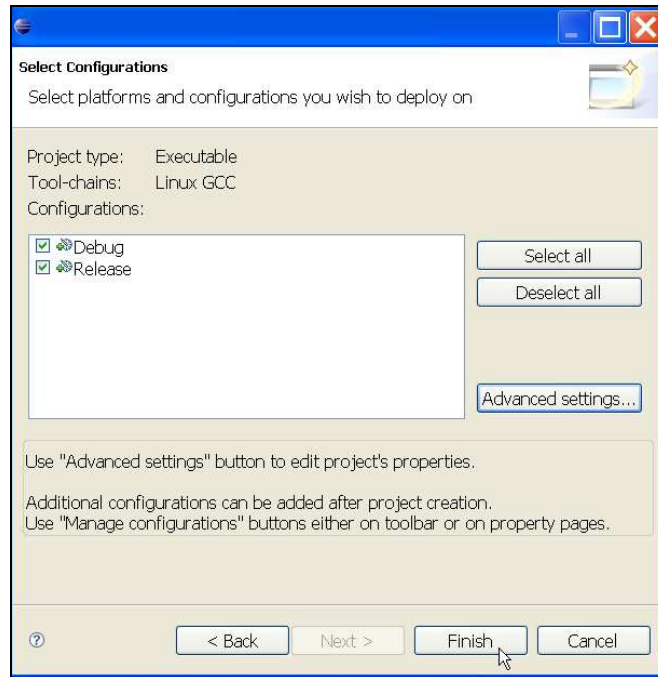 Select Configurations
Select platforms and configurations you wish to deploy on
Project type: Executable
Tool-chains: Linux GCC
Configurations:
Debug
Release
Select all
Deselect all
Advanced settings...
Use "Advanced settings" button to edit project's properties.
Additional configurations can be added after project creation.
Use "Manage configurations" buttons either on toolbar or on property pages.
?
< Back
Next >
Finish
Cancel